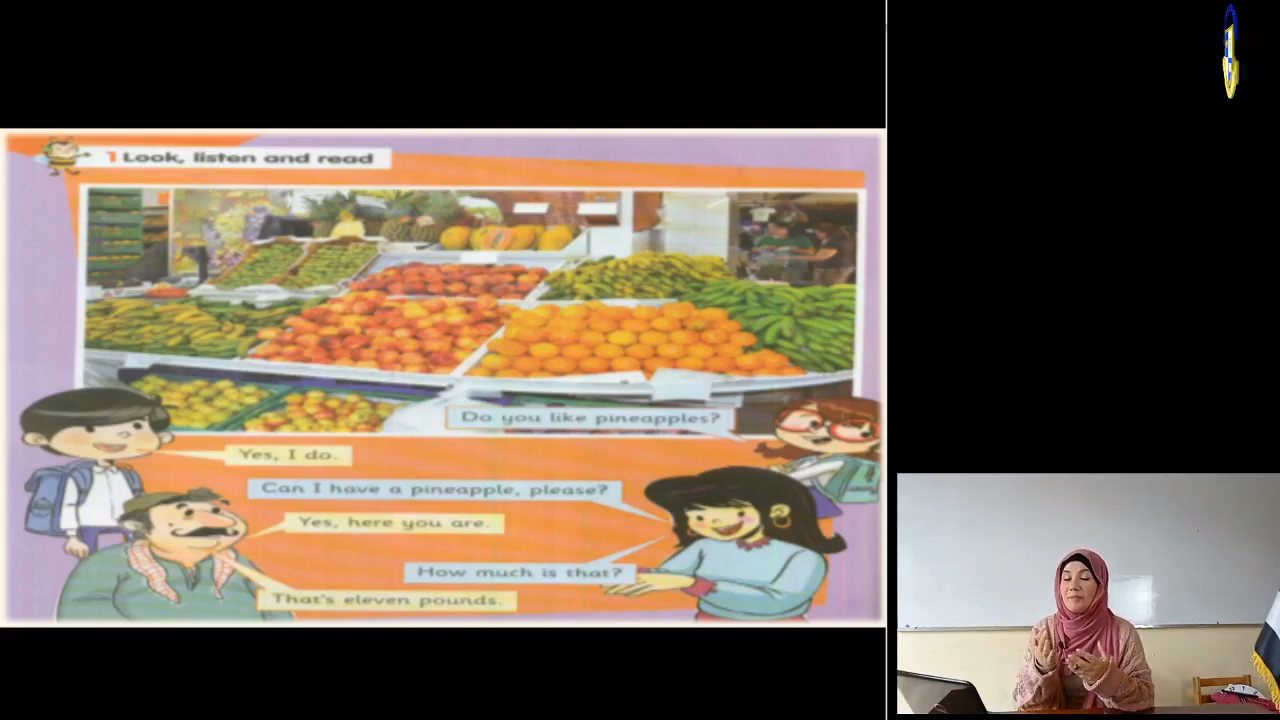 1 Look, listen and read
Do you like pineapples?
Yes, I do.
Can I have a pineapple, please?
Yes, here you are.
How much is that?
That's eleven pounds.